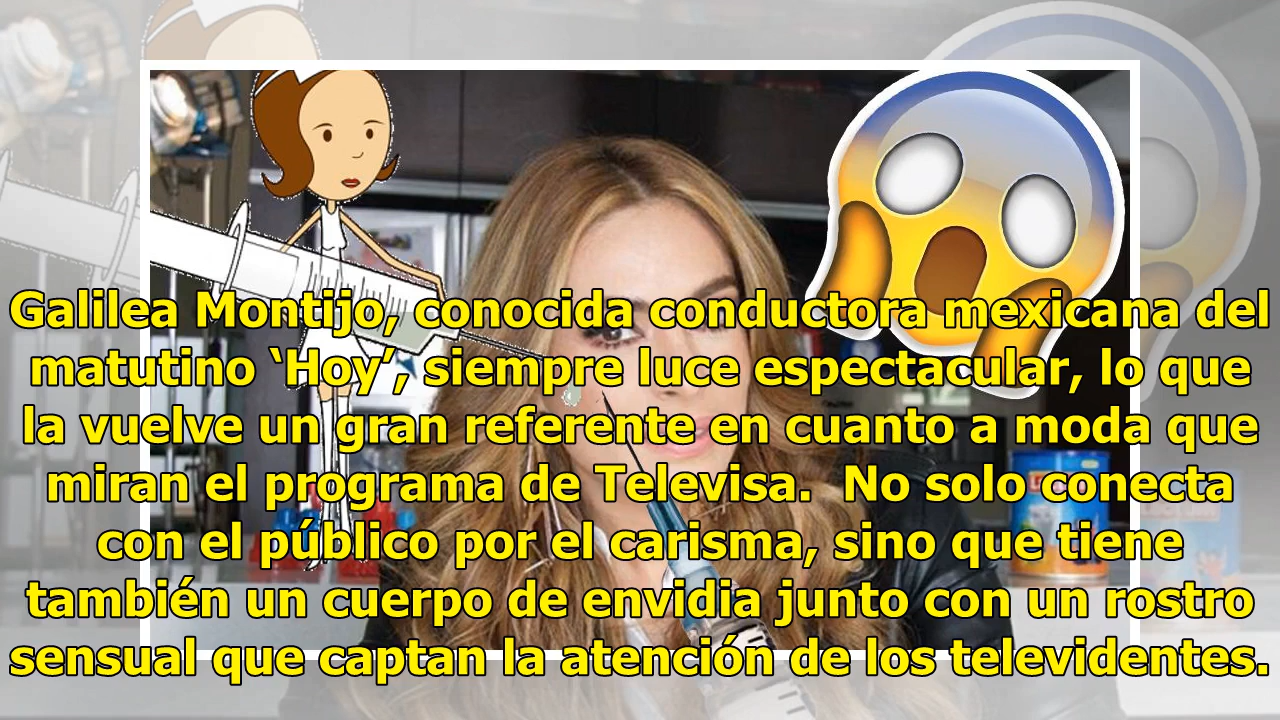 Galilea Montijo, conocida conductora mexicana del
matutino ‘Hoy’, siempre luce espectacular, lo que
la vuelve un gran referente en cuanto a moda que
miran el programa de Televisa.  No solo conecta
con el público por el carisma, sino que tiene
también un cuerpo de envidia junto con un rostro
sensual que captan la atención de los televidentes.